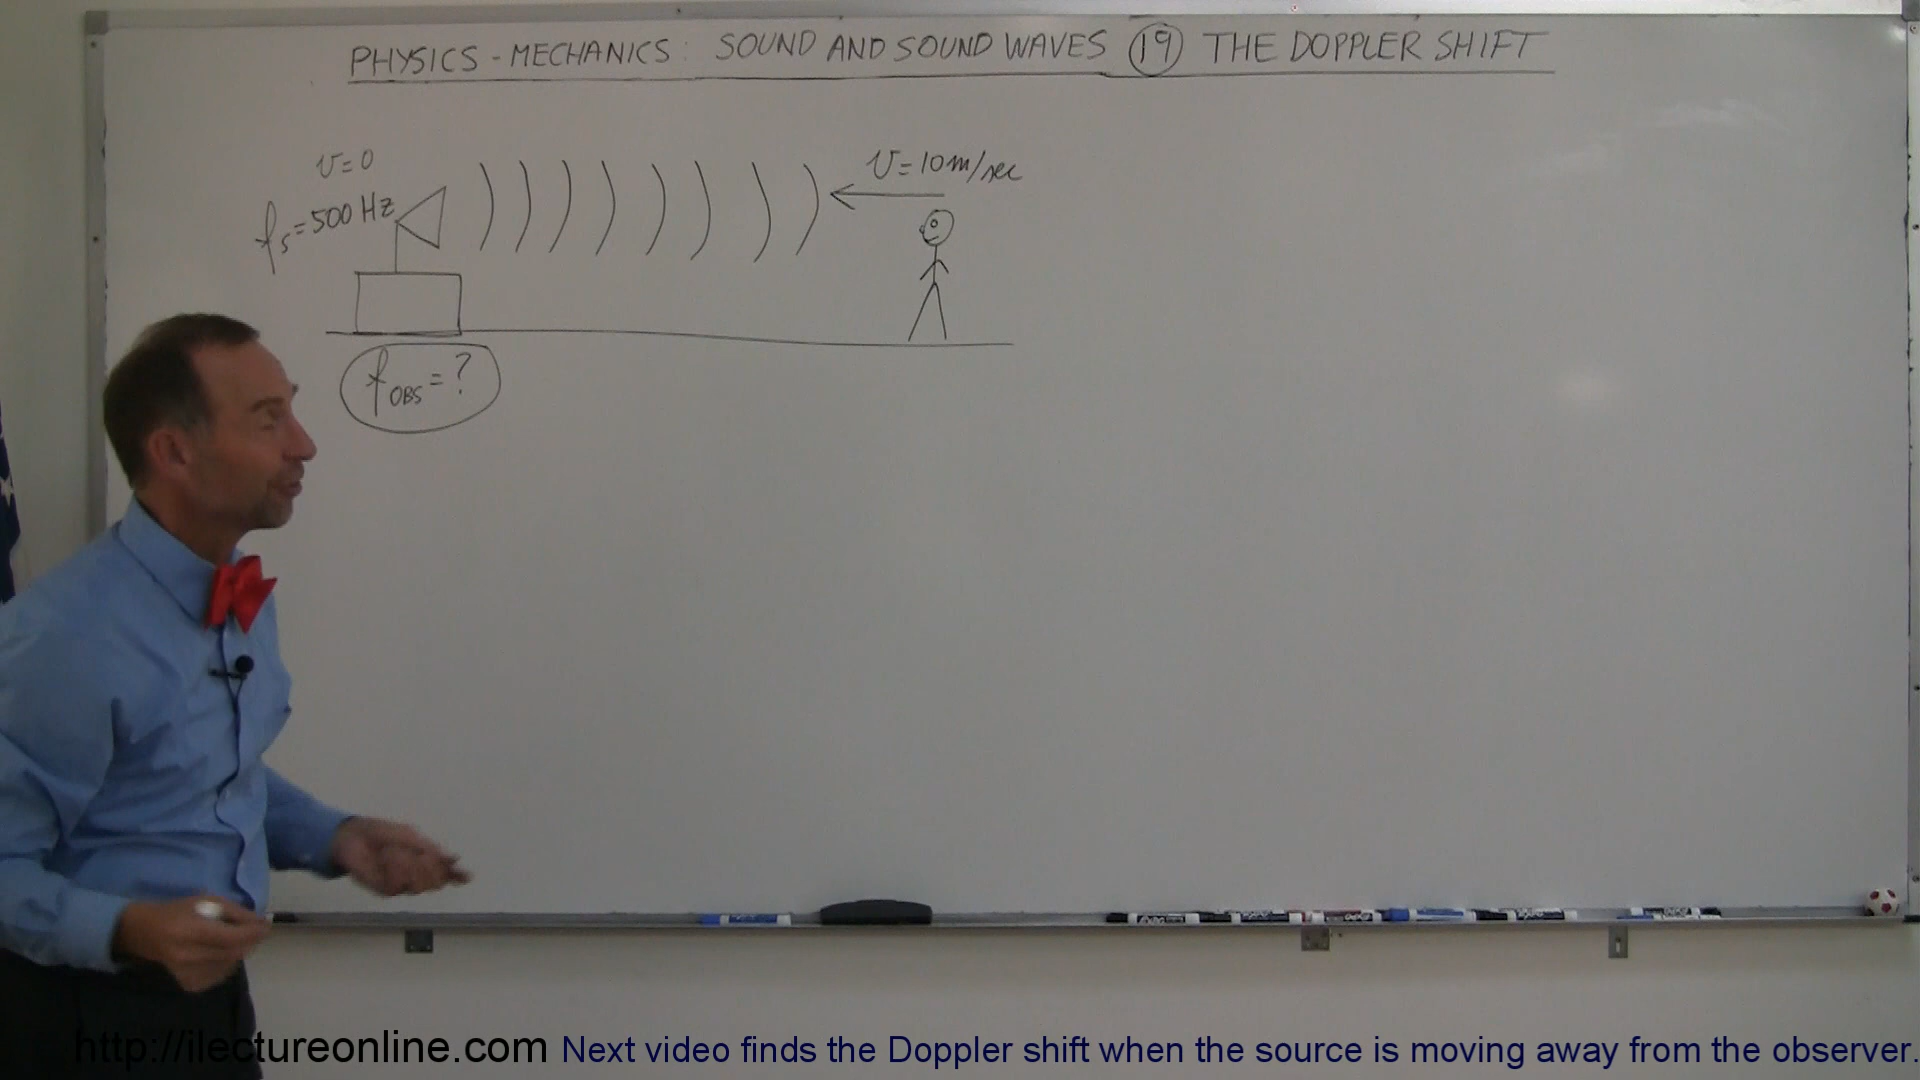 PHYSICS - MECHANICS: SOUND AND SOUND WAVES 19 THE DOPPLER SHIFT
v=0
v=10m/sec
fs=500 Hz
fOBS=?
http://ilectureonline.com Next video finds the Doppler shift when the source is moving away from the observer.